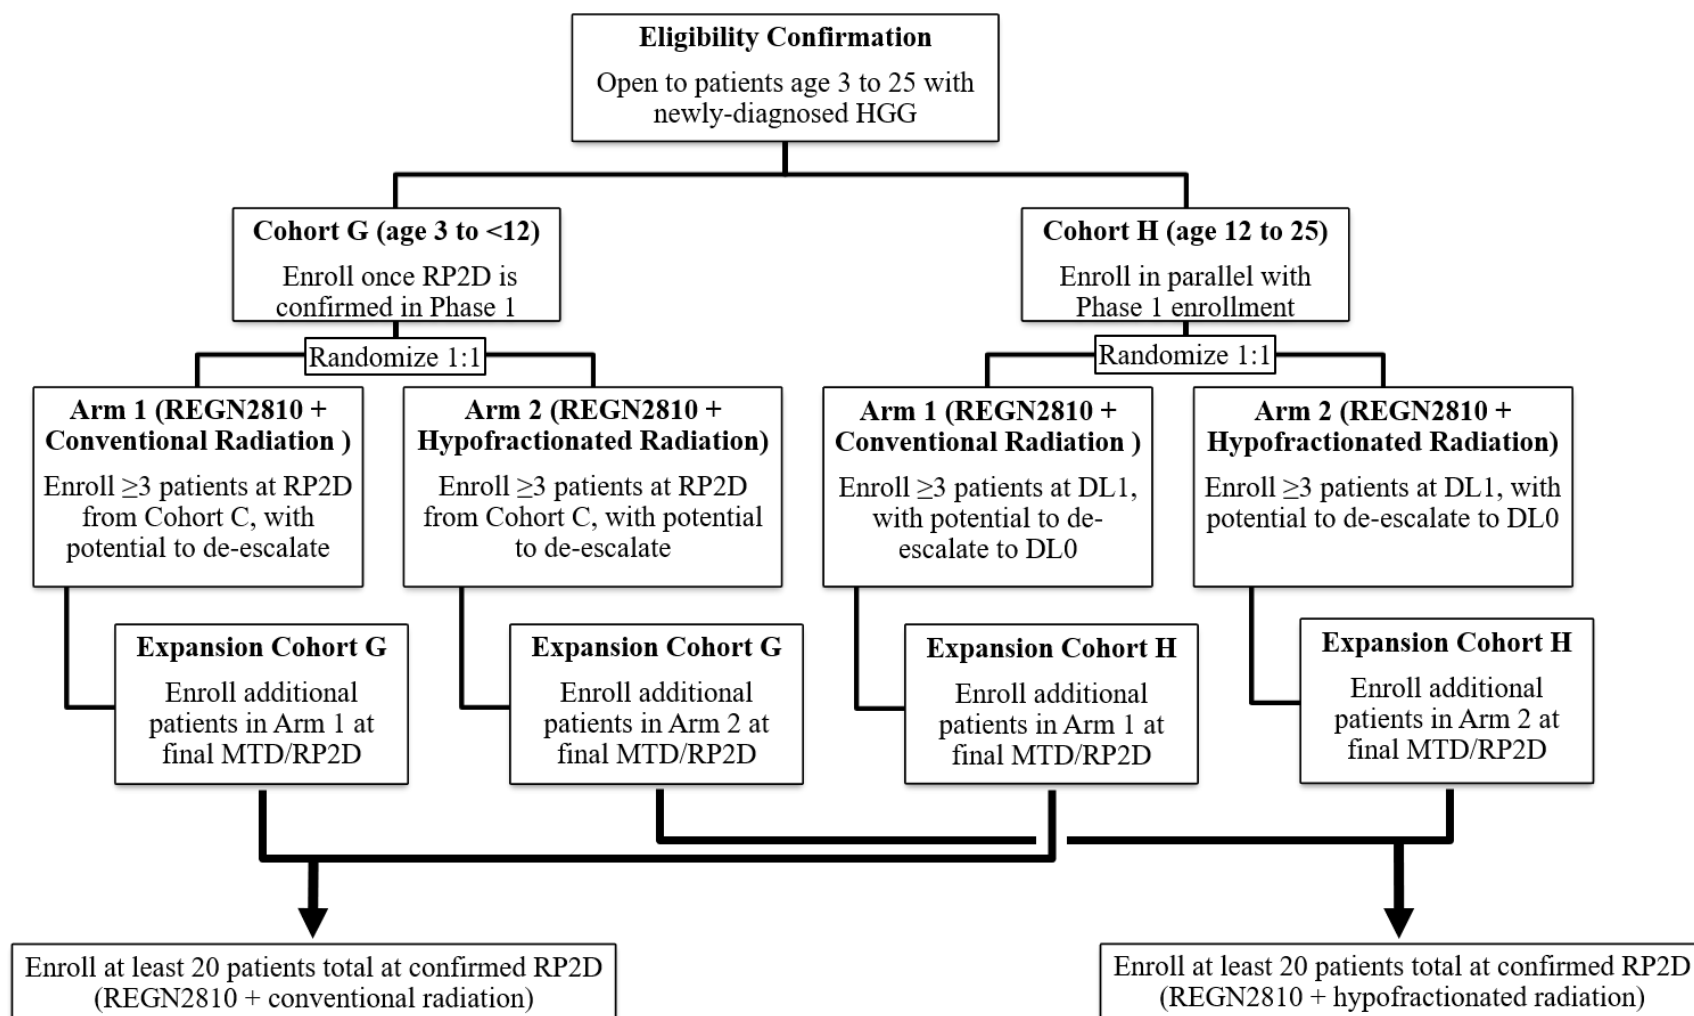 Eligibility Confirmation
Open to patients age 3 to 25 with
newly-diagnosed HGG
Cohort G (age 3 to <12)
Enroll once RP2D is
confirmed in Phase 1
Cohort H (age 12 to 25)
Enroll in parallel with
Phase 1 enrollment
Randomize 1:1
Randomize 1:1
Arm 1 (REGN2810 +
Conventional Radiation )
Enroll ≥3 patients at RP2D
from Cohort C, with
potential to de-escalate
Arm 2 (REGN2810 +
Hypofractionated Radiation)
Enroll ≥3 patients at RP2D
from Cohort C, with potential
to de-escalate
Arm 1 (REGN2810 +
Conventional Radiation )
Enroll ≥3 patients at DL1,
with potential to de-
escalate to DL0
Arm 2 (REGN2810 +
Hypofractionated Radiation)
Enroll ≥3 patients at DL1, with
potential to de-escalate to DL0
Expansion Cohort G
Enroll additional
patients in Arm 1 at
final MTD/RP2D
Expansion Cohort G
Enroll additional
patients in Arm 2 at
final MTD/RP2D
Expansion Cohort H
Enroll additional
patients in Arm 1 at
final MTD/RP2D
Expansion Cohort H
Enroll additional
patients in Arm 2 at
final MTD/RP2D
Enroll at least 20 patients total at confirmed RP2D
(REGN2810 + conventional radiation)
Enroll at least 20 patients total at confirmed RP2D
(REGN2810 + hypofractionated radiation)